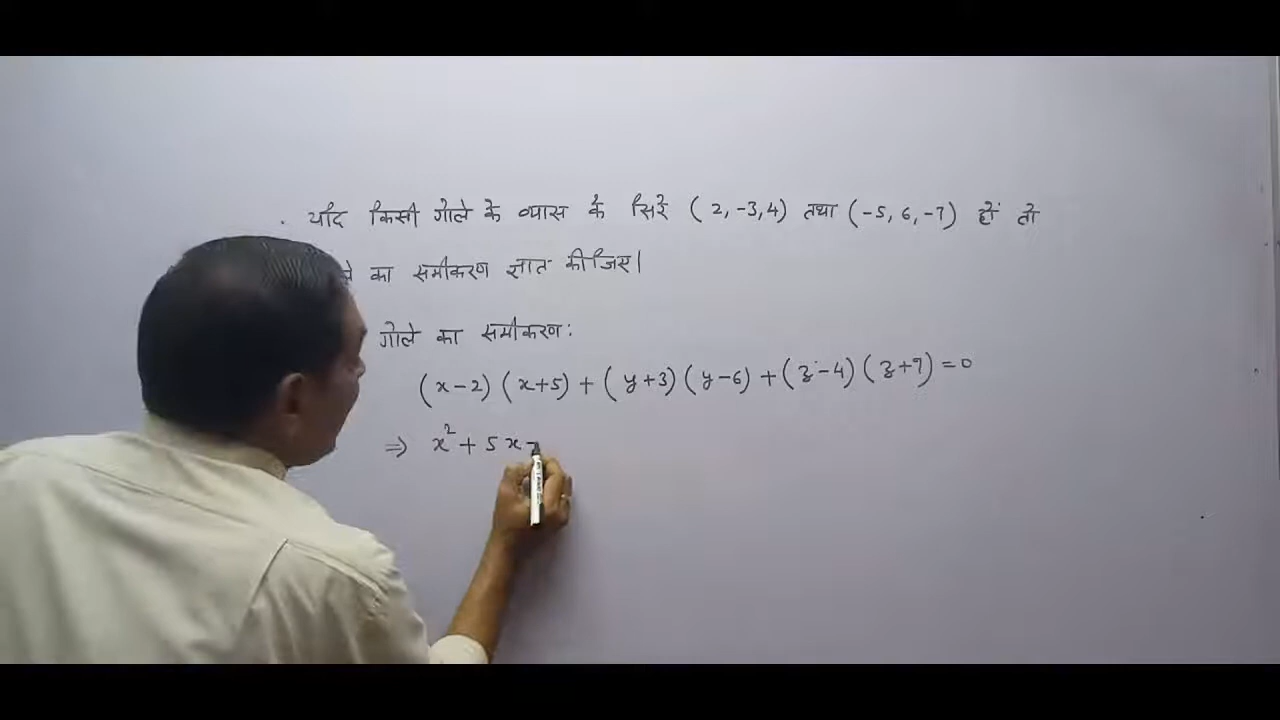 यदि किसी गोले के व्यास के सिरे (2, -3, 4) तथा (-5, 6, -7) हों तो
का समीकरण ज्ञात कीजिए।
गोले का समीकरण:
(x-2)(x+5)+(y+3)(y-6)+(z-4)(z+7)=0
⇒ x²+5x-